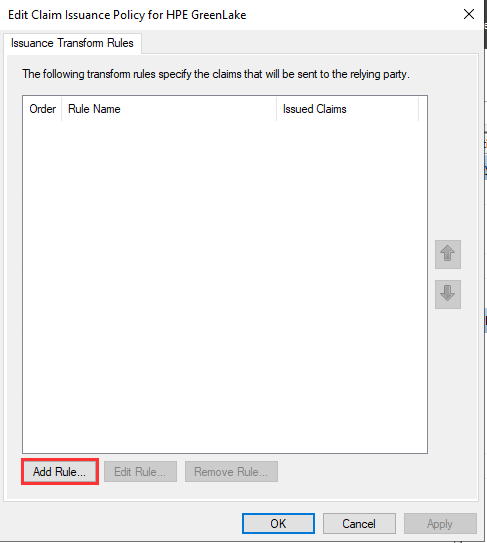 Edit Claim Issuance Policy for HPE GreenLake
Issuance Transform Rules
The following transform rules specify the claims that will be sent to the relying party.
Order Rule Name Issued Claims
Add Rule... Edit Rule... Remove Rule...
OK Cancel Apply